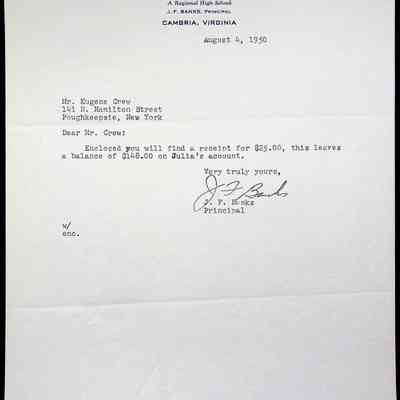 A Regional High School
J. F. BANKS, PRINCIPAL
CAMBRIA, VIRGINIA
August 4, 1950
Mr. Eugene Crew
141 N. Hamilton Street
Poughkeepsie, New York
Dear Mr. Crew:
Enclosed you will find a receipt for $25.00, this leaves
a balance of $148.00 on Julia's account.
Very truly yours,
J F Banks
J. F. Banks
Principal
w/
enc.